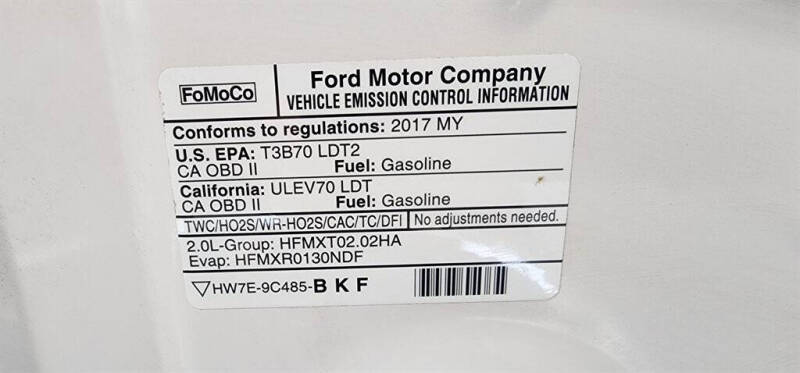 FoMoCo
Ford Motor Company
VEHICLE EMISSION CONTROL INFORMATION
Conforms to regulations: 2017 MY
U.S. EPA: T3B70 LDT2
CA OBD II Fuel: Gasoline
California: ULEV70 LDT
CA OBD II Fuel: Gasoline
TWC/HO2S/WR-HO2S/CAC/TC/DFI No adjustments needed.
2.0L-Group: HFMXT02.02HA
Evap: HFMXR0130NDF
▽HW7E-9C485-B K F